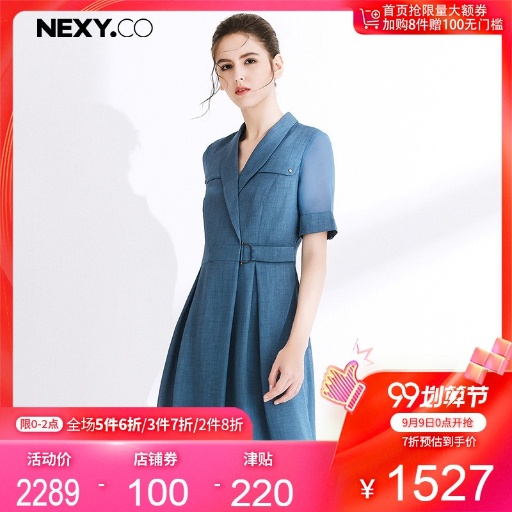 NEXY.CO
首页抢限量大额券
加购8件赠100无门槛
99划算节
9月9日0点开抢
限0-2点 全场5件6折/3件7折/2件8折
7折预估到手价
活动价 店铺券 津贴
2289 - 100 - 220
¥ 1527